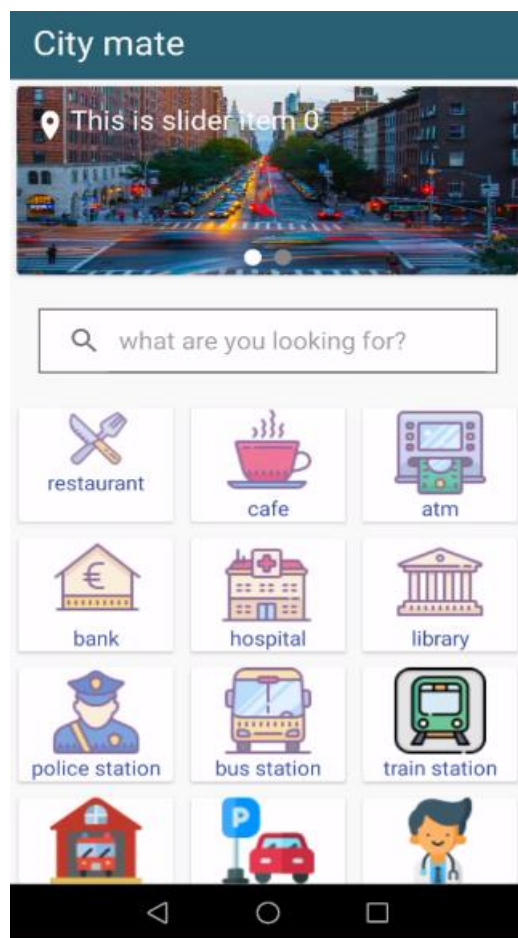 City mate
This is slider item 0
what are you looking for?
restaurant
cafe
atm
€
bank
hospital
library
police station
bus station
train station
P